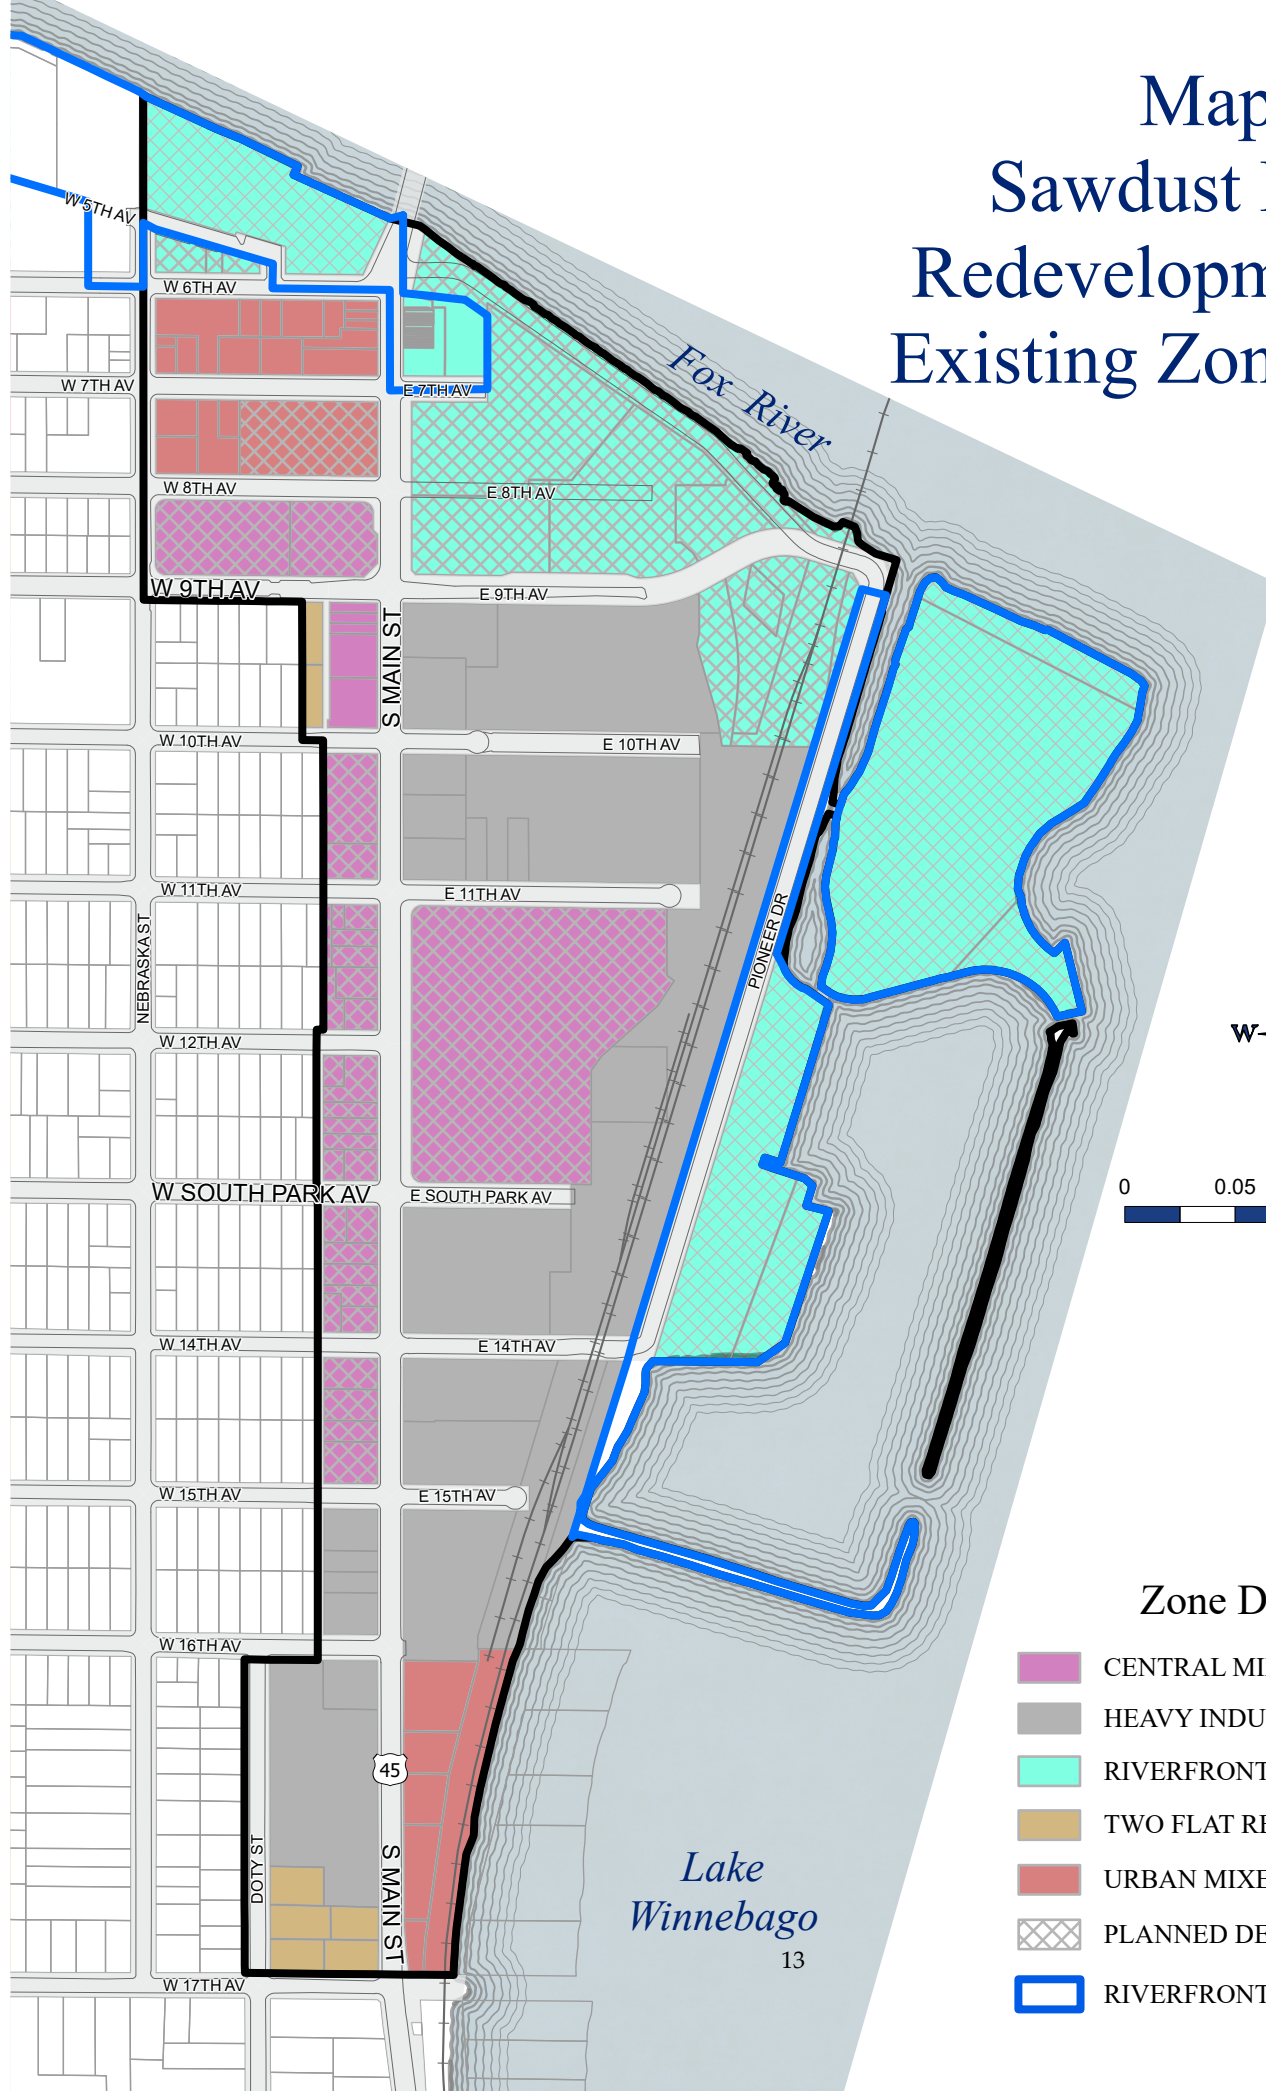 Map
Sawdust
Redevelopm
Existing Zon
W 5TH AV
W 6TH AV
Fox River
W 7TH AV
E 7TH AV
W 8TH AV
E 8TH AV
W 9TH AV
E 9TH AV
S MAIN ST
W 10TH AV
E 10TH AV
W 11TH AV
E 11TH AV
NEBRASKA ST
PIONEER DR
W 12TH AV
W
W SOUTH PARK AV
E SOUTH PARK AV
0 0.05
W 14TH AV
E 14TH AV
W 15TH AV
E 15TH AV
W 16TH AV
45
DOTY ST
S MAIN ST
W 17TH AV
Lake
Winnebago
13
Zone D
CENTRAL MI
HEAVY INDU
RIVERFRONT
TWO FLAT RE
URBAN MIXE
PLANNED DE
RIVERFRONT